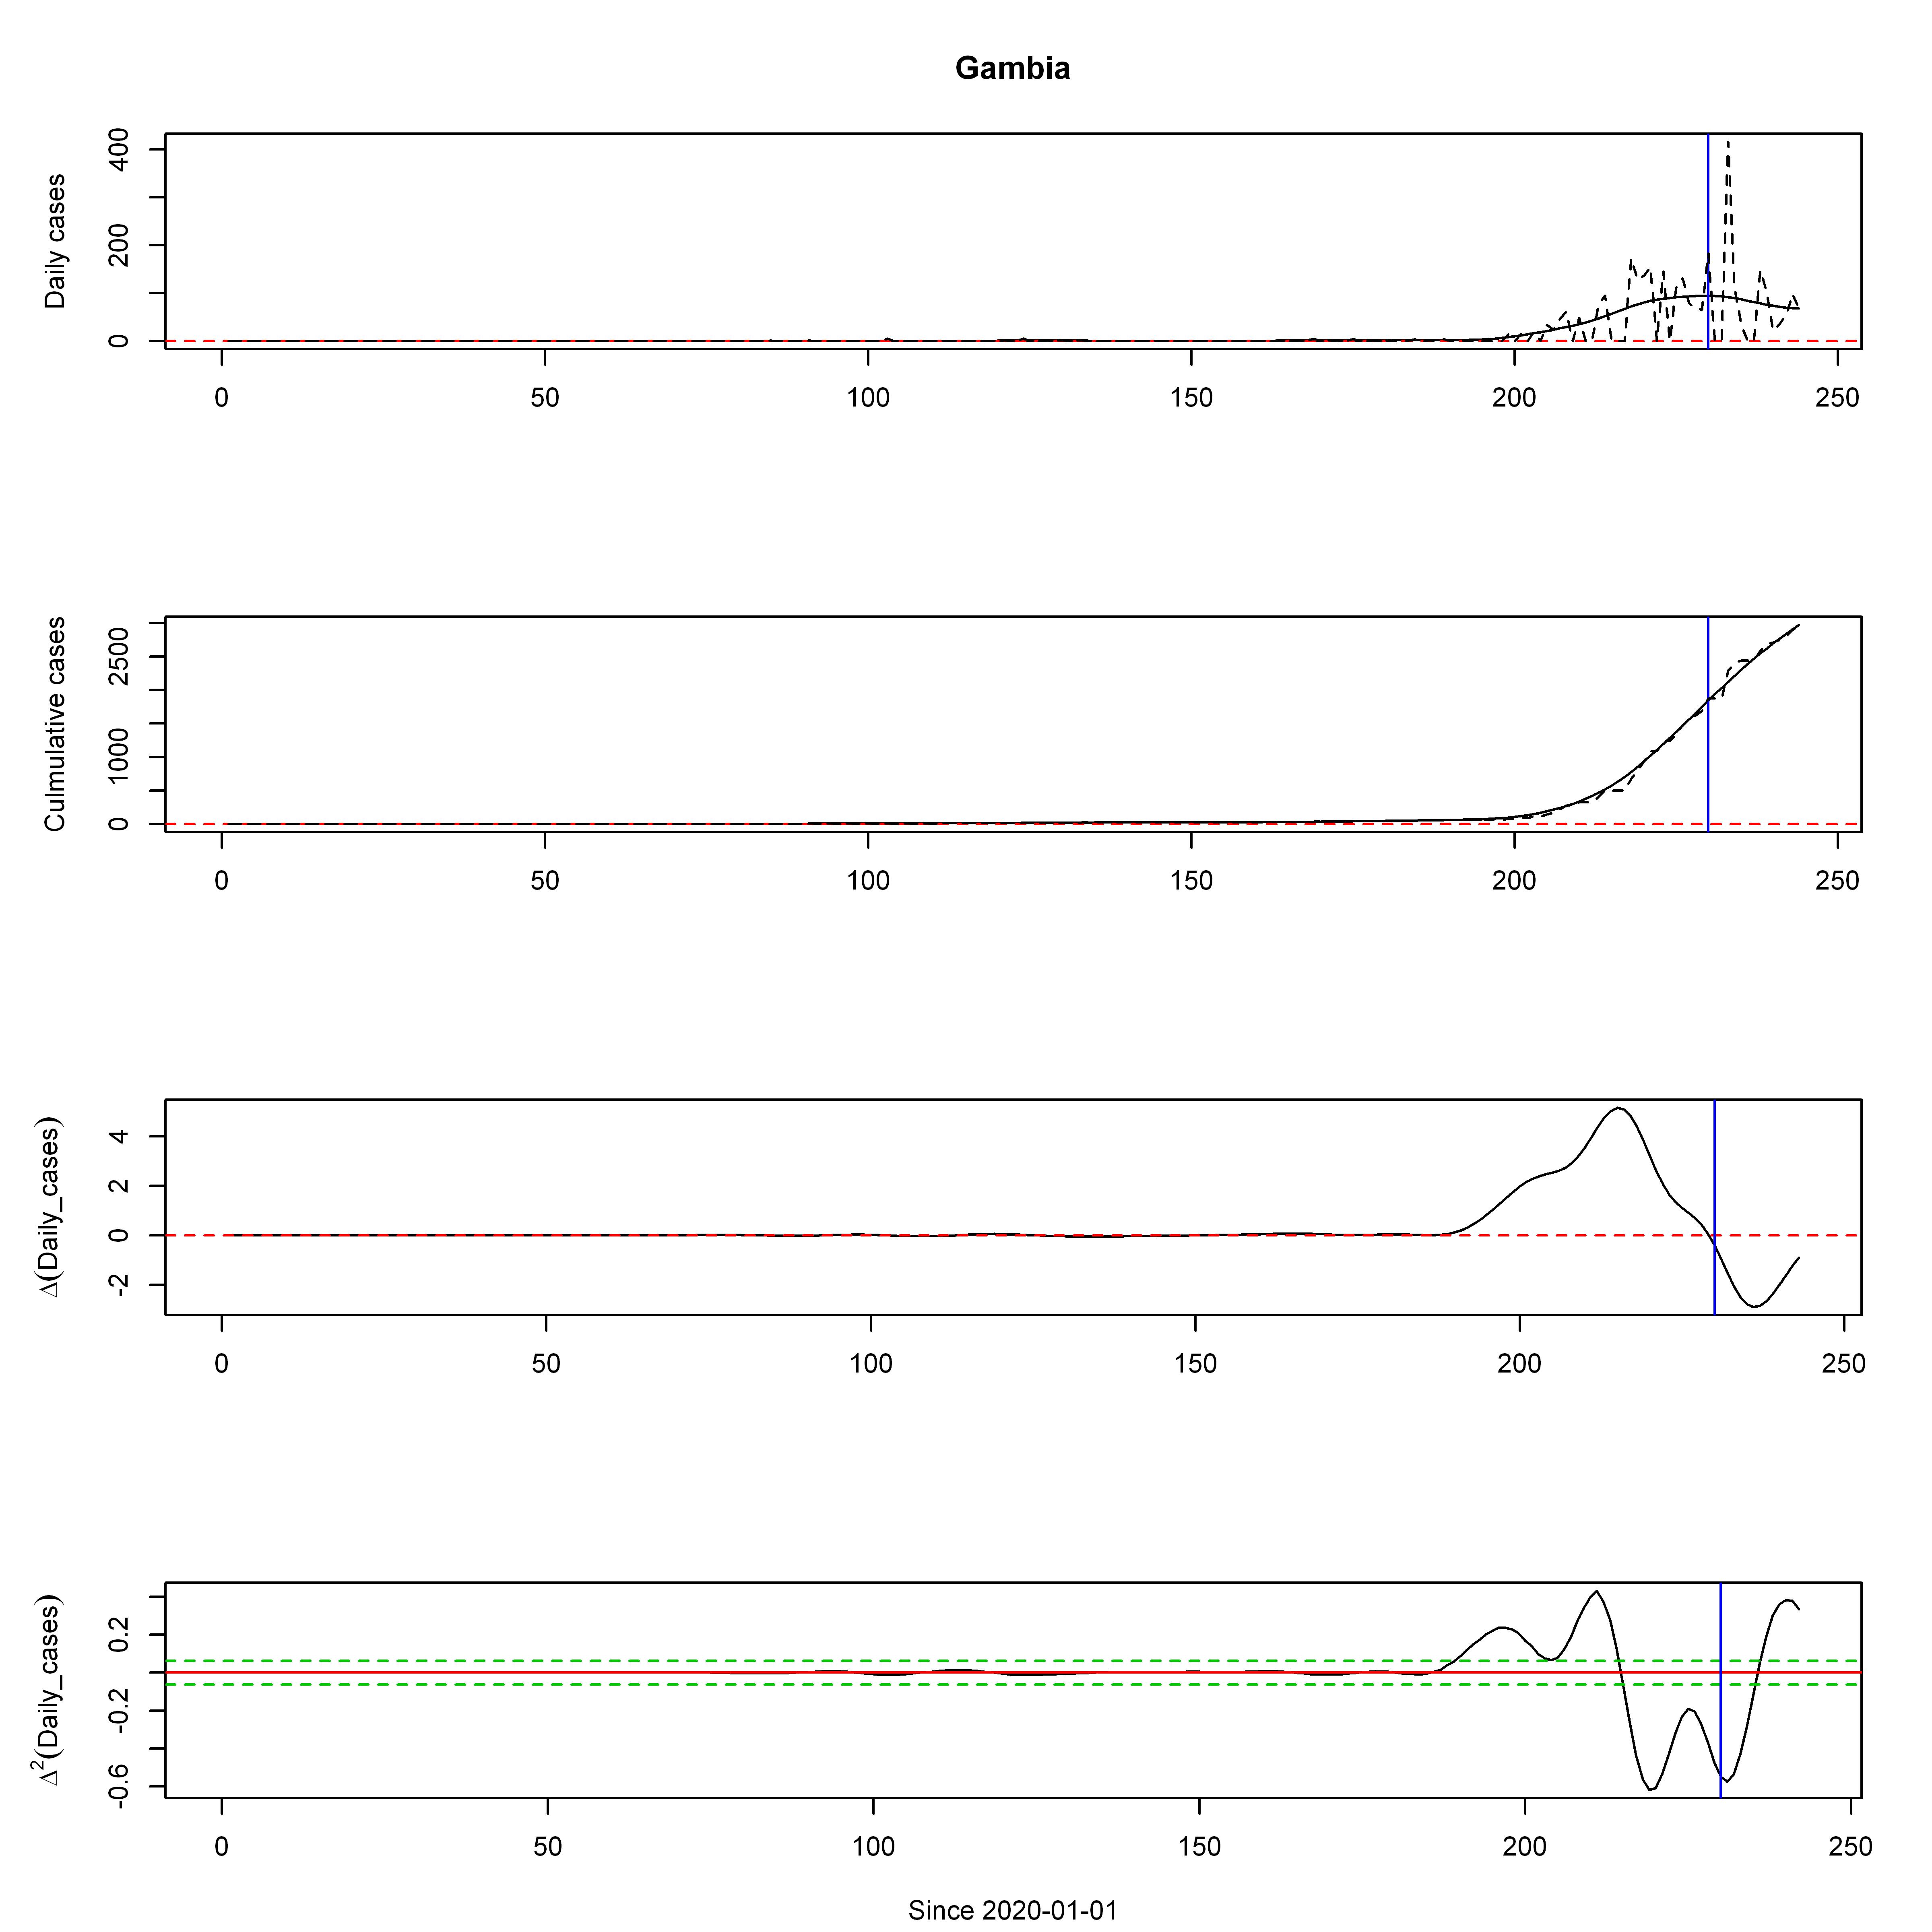 Gambia
Daily cases
0 200 400
0 50 100 150 200 250
Culmulative cases
0 1000 2500
0 50 100 150 200 250
Δ(Daily_cases)
-2 0 2 4
0 50 100 150 200 250
Δ²(Daily_cases)
-0.6 -0.2 0.2
0 50 100 150 200 250
Since 2020-01-01